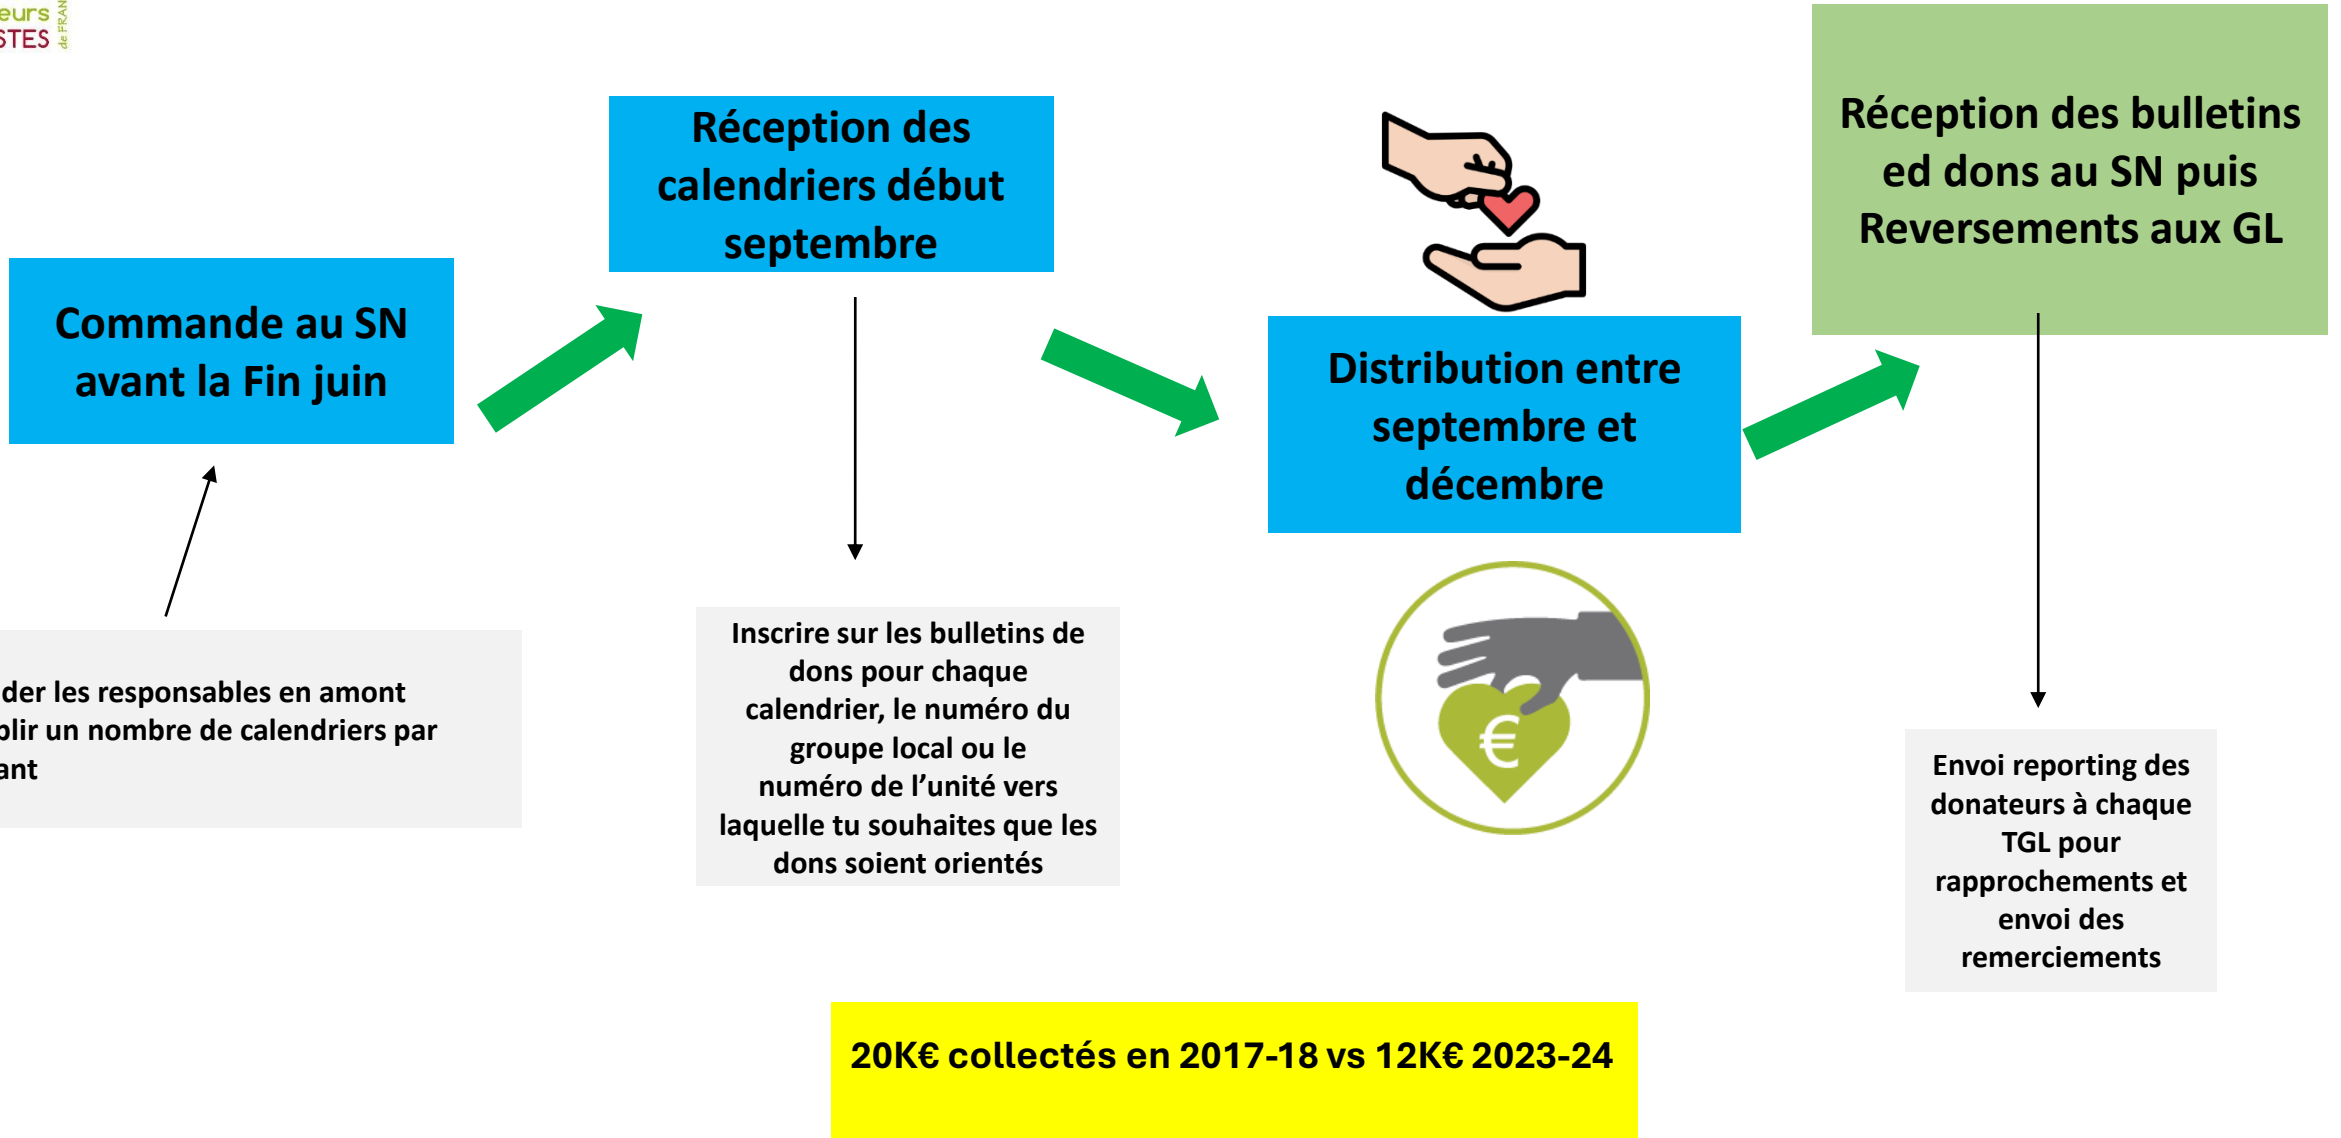 de FRAN
STES
Commande au SN
avant la Fin juin
les responsables en amont
un nombre de calendriers par
Réception des
calendriers début
septembre
Inscrire sur les bulletins de
dons pour chaque
calendrier, le numéro du
groupe local ou le
numéro de l’unité vers
laquelle tu souhaites que les
dons soient orientés
Distribution entre
septembre et
décembre
€
Réception des bulletins
ed dons au SN puis
Reversements aux GL
Envoi reporting des
donateurs à chaque
TGL pour
rapprochements et
envoi des
remerciements
20K€ collectés en 2017-18 vs 12K€ 2023-24